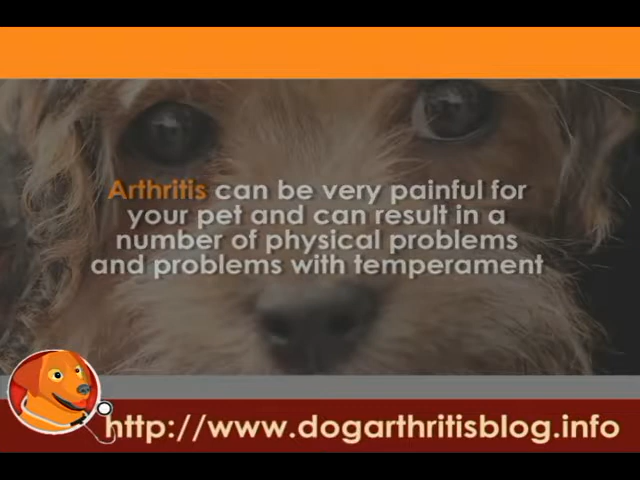 Arthritis can be very painful for
your pet and can result in a
number of physical problems
and problems with temperament
http://www.dogarthritisblog.info